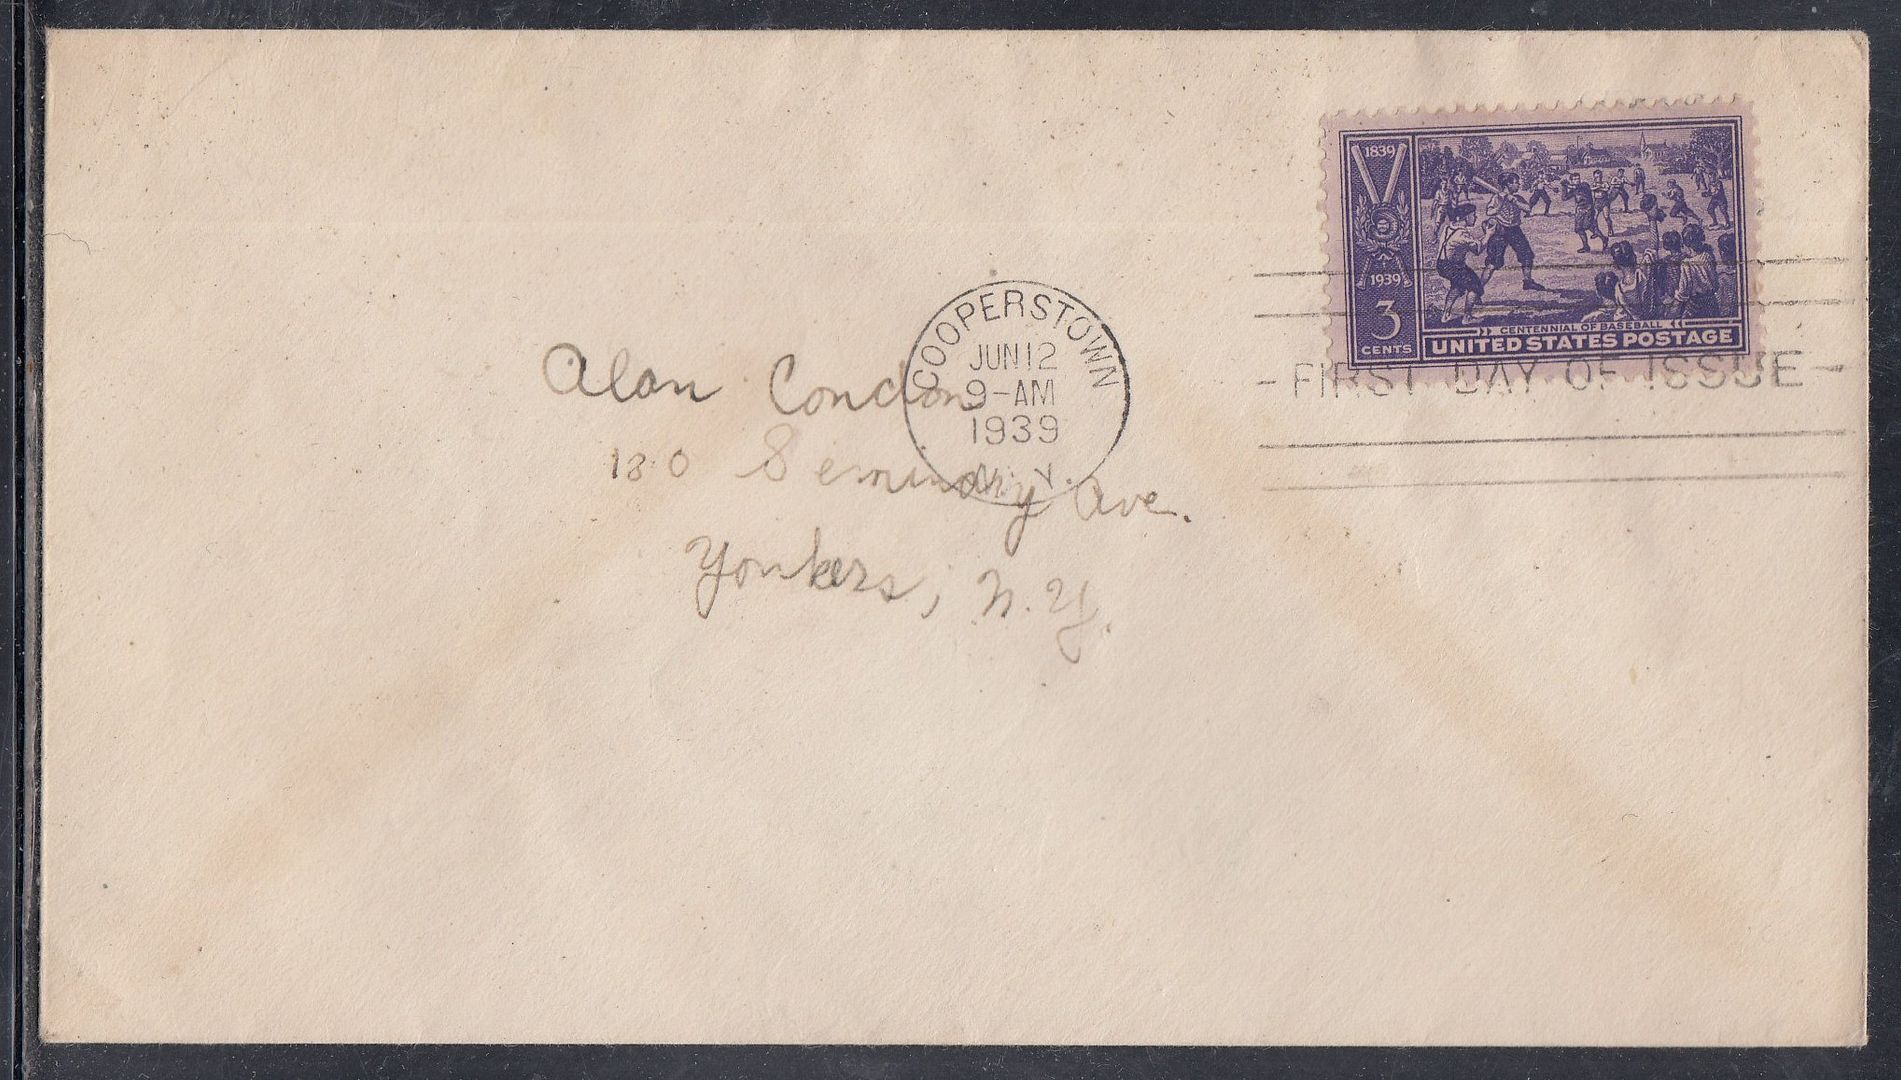 1839
1939
3
CENTS
CENTENNIAL OF BASEBALL
UNITED STATES POSTAGE
COOPERSTOWN
JUN 12
9-AM
1939
N.Y.
FIRST DAY OF ISSUE
Alan Condon
180 Seminary Ave.
Yonkers, N.Y.